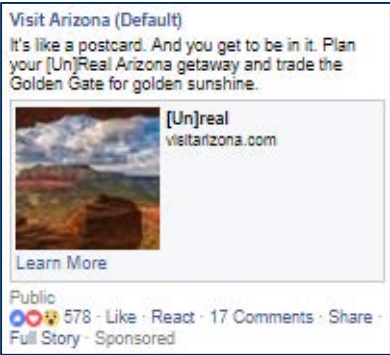 Visit Arizona (Default)
It's like a postcard. And you get to be in it. Plan
your [Un]Real Arizona getaway and trade the
Golden Gate for golden sunshine.
[Un]real
visitarizona.com
Learn More
Public
578 · Like · React · 17 Comments · Share ·
Full Story · Sponsored